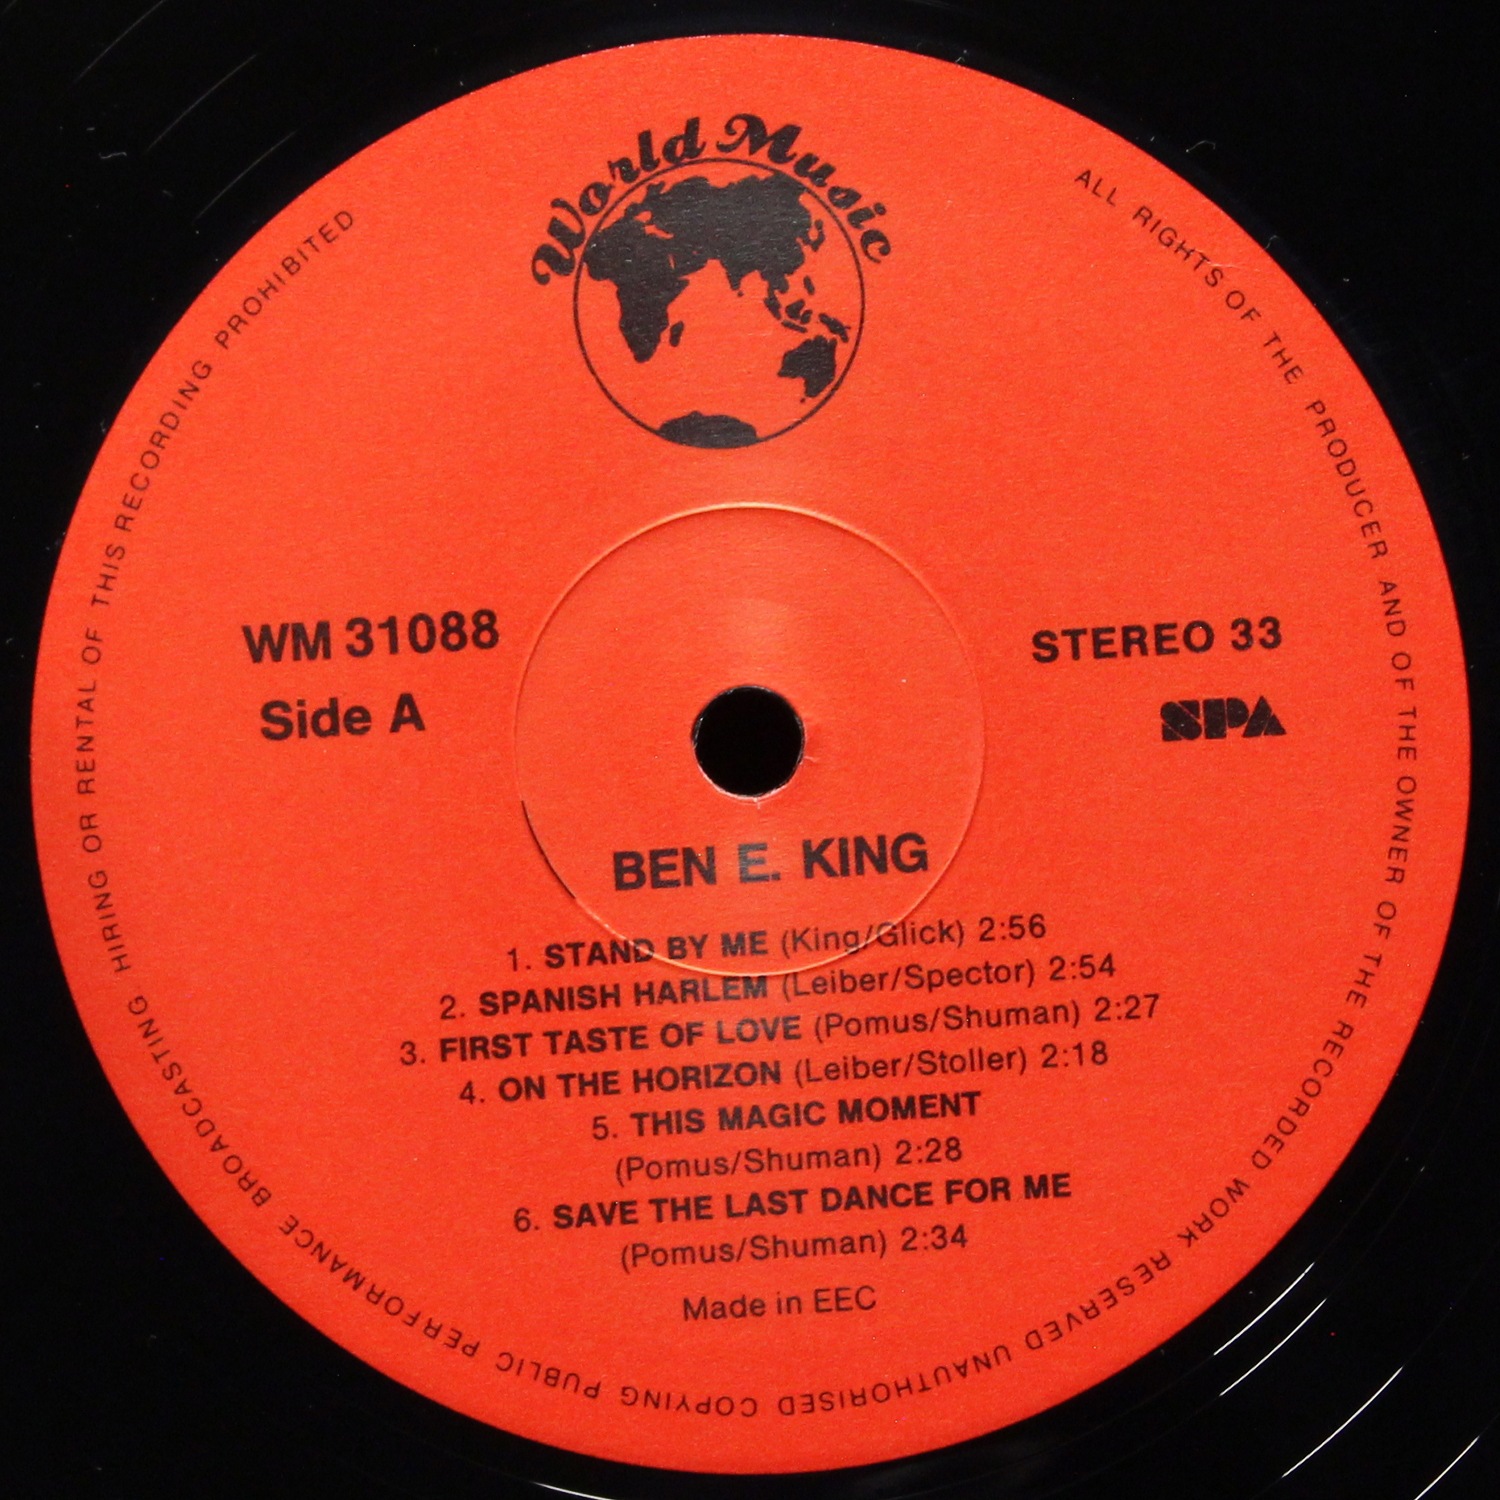 World Music
ALL RIGHTS OF THE PRODUCER AND OF THE OWNER OF THE RECORDED WORK RESERVED UNAUTHORISED COPYING PUBLIC PERFORMANCE BROADCASTING HIRING OR RENTAL OF THIS RECORDING PROHIBITED
WM 31088
Side A
STEREO 33
SPA
BEN E. KING
1. STAND BY ME (King/Glick) 2:56
2. SPANISH HARLEM (Leiber/Spector) 2:54
3. FIRST TASTE OF LOVE (Pomus/Shuman) 2:27
4. ON THE HORIZON (Leiber/Stoller) 2:18
5. THIS MAGIC MOMENT
(Pomus/Shuman) 2:28
6. SAVE THE LAST DANCE FOR ME
(Pomus/Shuman) 2:34
Made in EEC